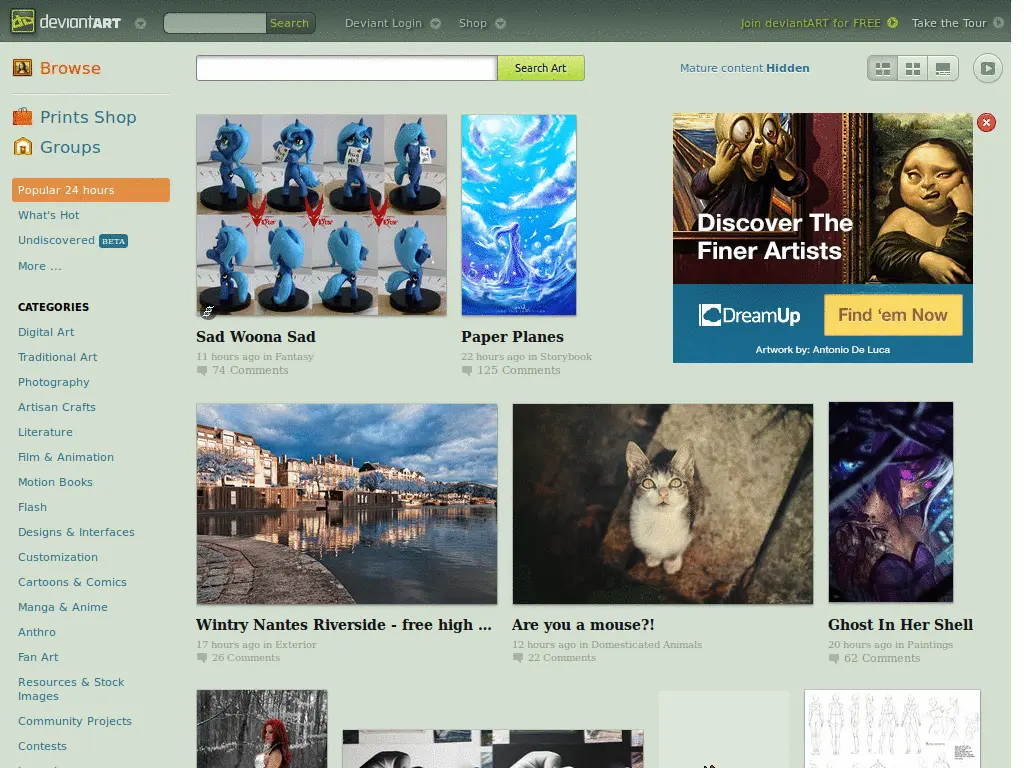 deviantART
Search
Deviant Login
Shop
Join deviantART for FREE
Take the Tour
Browse
Search Art
Mature content Hidden
Prints Shop
Groups
Popular 24 hours
What's Hot
Undiscovered BETA
More ...
CATEGORIES
Digital Art
Traditional Art
Photography
Artisan Crafts
Literature
Film & Animation
Motion Books
Flash
Designs & Interfaces
Customization
Cartoons & Comics
Manga & Anime
Anthro
Fan Art
Resources & Stock
Images
Community Projects
Contests
Sad Woona Sad
11 hours ago in Fantasy
74 Comments
Paper Planes
22 hours ago in Storybook
125 Comments
Discover The
Finer Artists
DreamUp
Find 'em Now
Artwork by: Antonio De Luca
Wintry Nantes Riverside - free high ...
17 hours ago in Exterior
26 Comments
Are you a mouse?!
12 hours ago in Domesticated Animals
22 Comments
Ghost In Her Shell
20 hours ago in Paintings
62 Comments